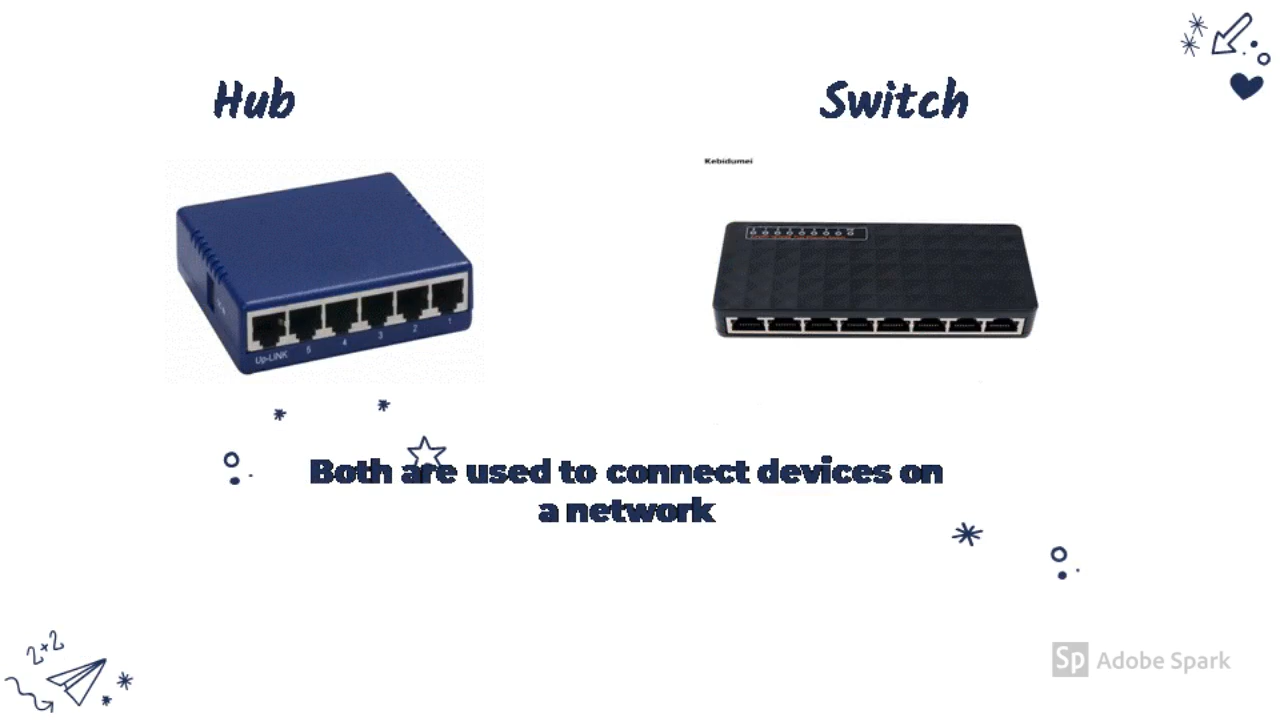 Hub
Switch
Kebidumei
Up-LINK 5 4 3 2 1
Both are used to connect devices on
a network
2+2
Sp Adobe Spark